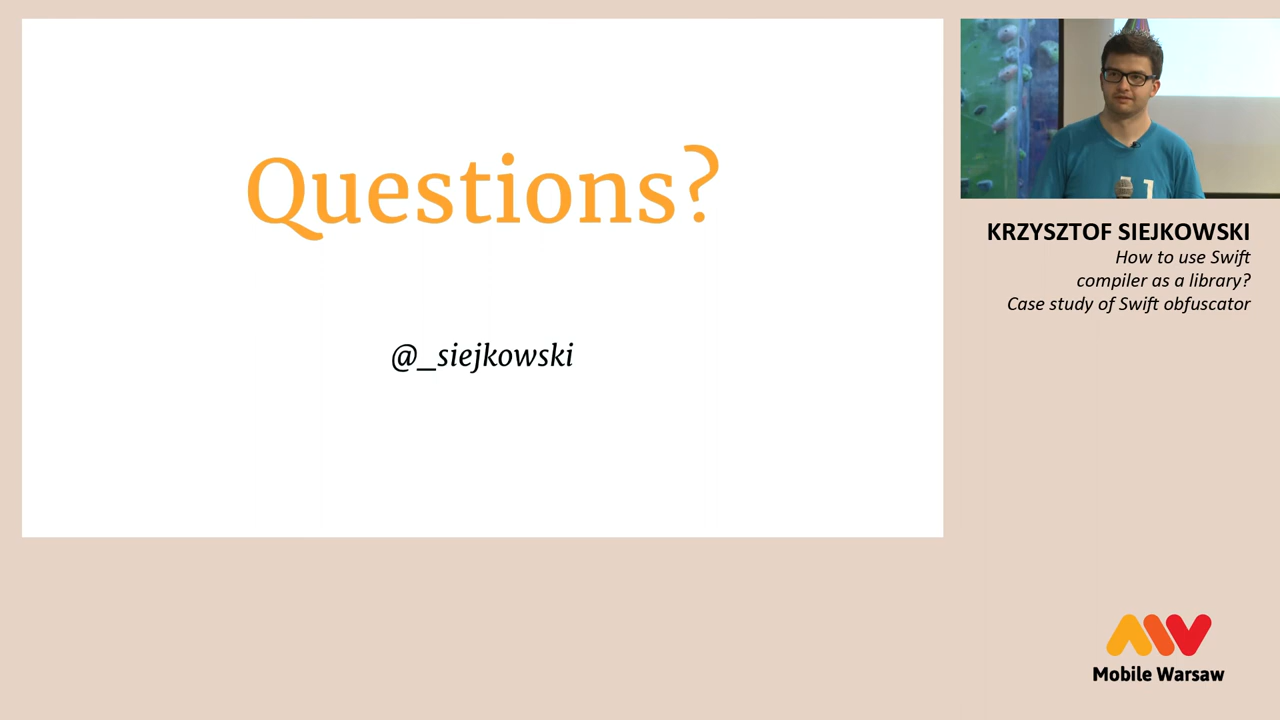 Questions?
@_siejkowski
KRZYSZTOF SIEJKOWSKI
How to use Swift
compiler as a library?
Case study of Swift obfuscator
Mobile Warsaw